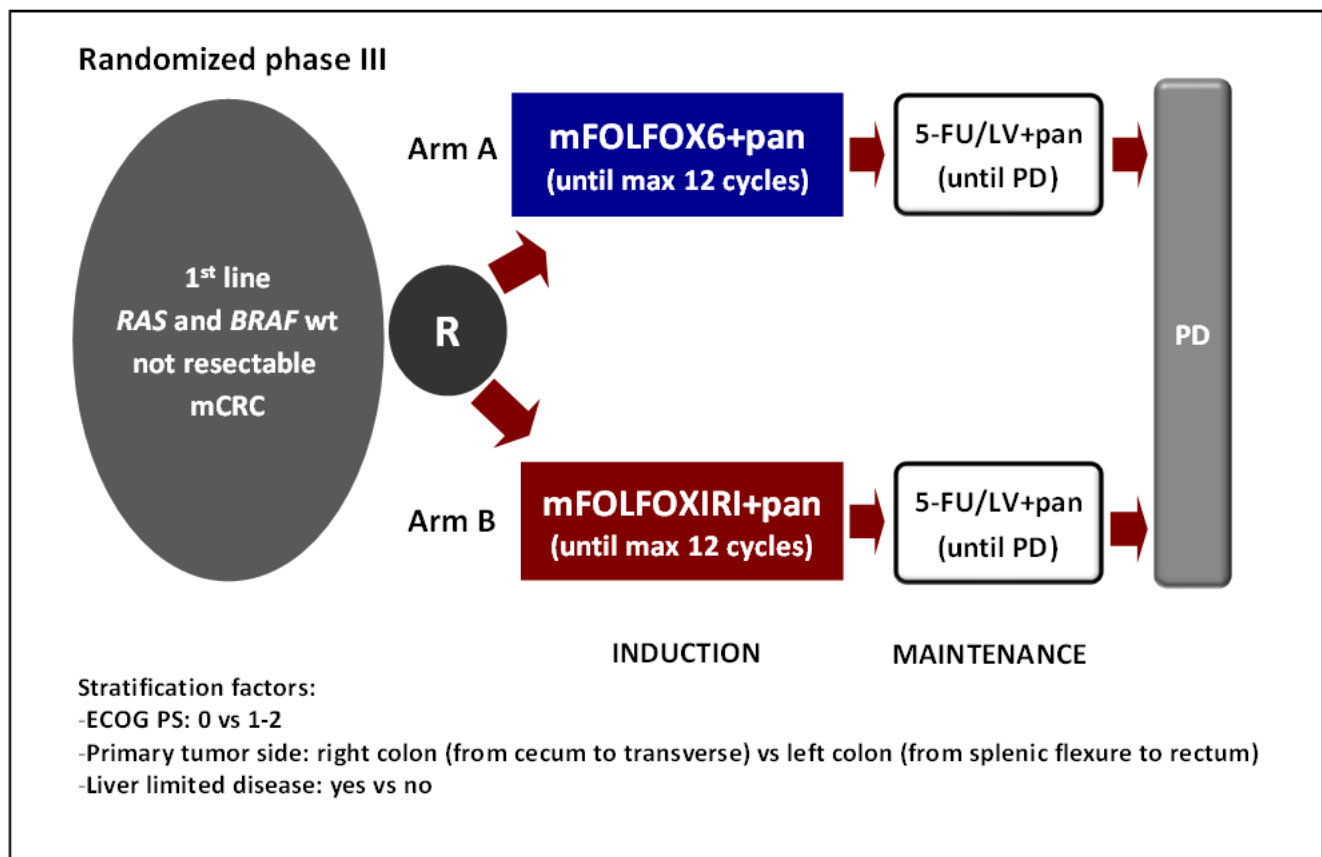 Randomized phase III
1st line
RAS and BRAF wt
not resectable
mCRC
R
Arm A
mFOLFOX6+pan
(until max 12 cycles)
5-FU/LV+pan
(until PD)
Arm B
mFOLFOXIRI+pan
(until max 12 cycles)
5-FU/LV+pan
(until PD)
PD
INDUCTION
MAINTENANCE
Stratification factors:
-ECOG PS: 0 vs 1-2
-Primary tumor side: right colon (from cecum to transverse) vs left colon (from splenic flexure to rectum)
-Liver limited disease: yes vs no